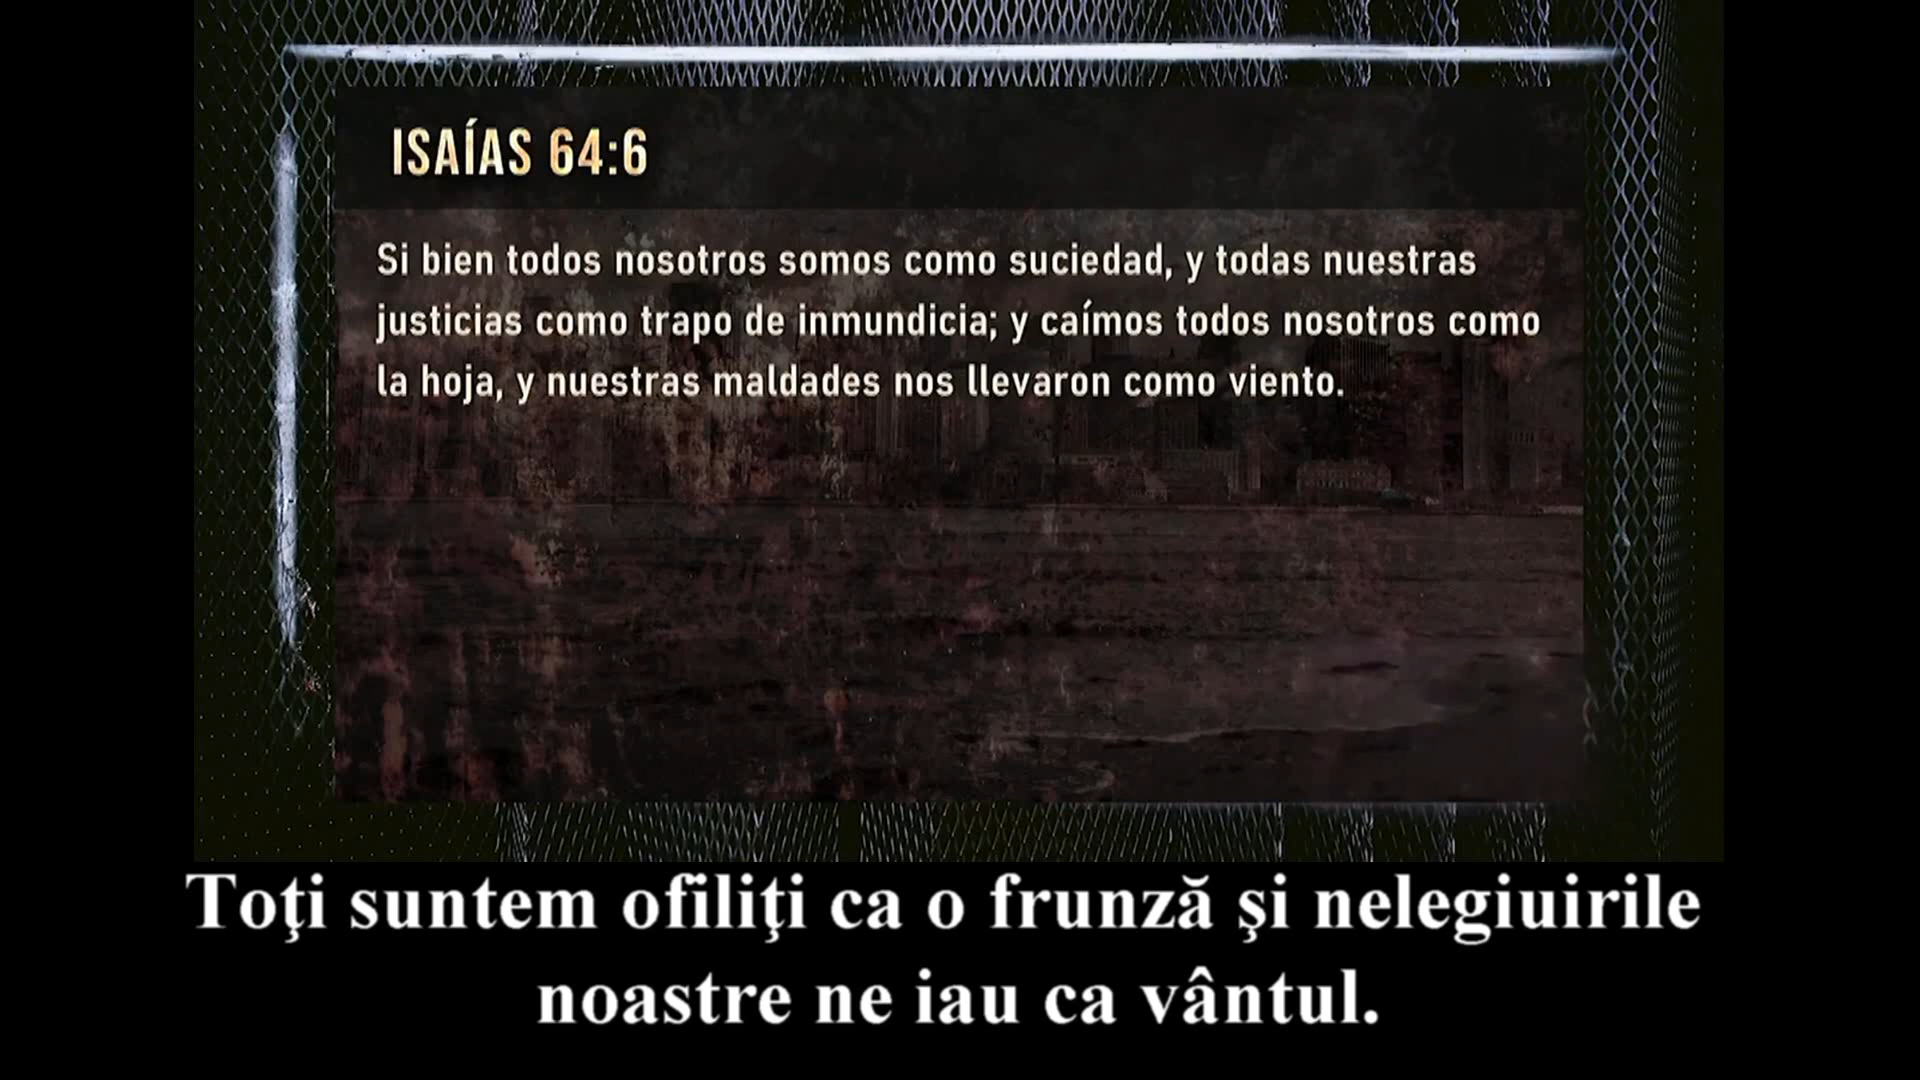 ISAÍAS 64:6
Si bien todos nosotros somos como suciedad, y todas nuestras
justicias como trapo de inmundicia; y caímos todos nosotros como
la hoja, y nuestras maldades nos llevaron como viento.
Toţi suntem ofiliţi ca o frunză şi nelegiuirile
noastre ne iau ca vântul.